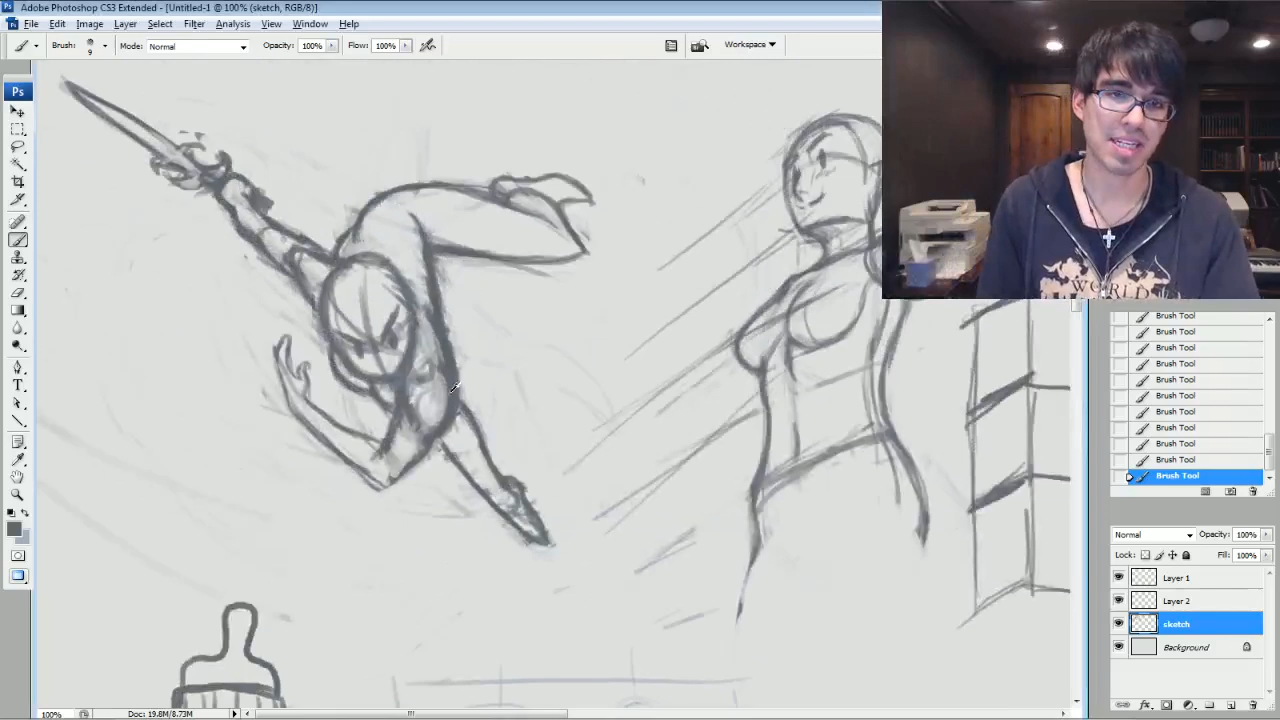 Adobe Photoshop CS3 Extended - [Untitled-1 @ 100% (sketch, RGB/8)]
File Edit Image Layer Select Filter Analysis View Window Help
Brush: 9 Mode: Normal Opacity: 100% Flow: 100% Workspace
Ps
WORLD
Brush Tool
Brush Tool
Brush Tool
Brush Tool
Brush Tool
Brush Tool
Brush Tool
Brush Tool
Brush Tool
Brush Tool
Brush Tool
Normal Opacity: 100%
Lock: Fill: 100%
Layer 1
Layer 2
sketch
Background
100% Doc: 19.8M/8.73M